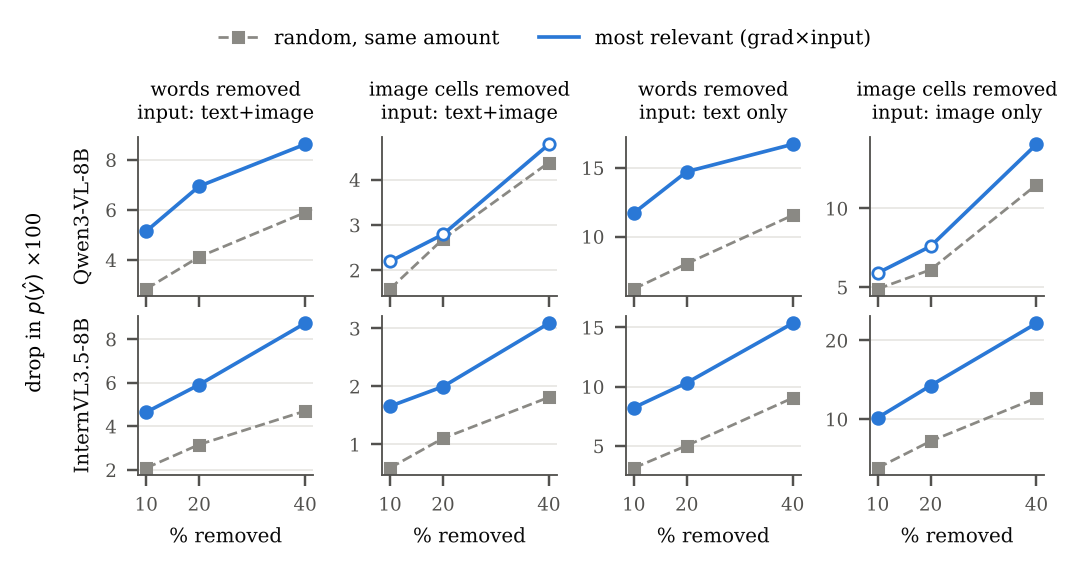 random, same amount
most relevant (grad×input)
words removed
input: text+image
image cells removed
input: text+image
words removed
input: text only
image cells removed
input: image only
drop in p(ŷ) ×100
Qwen3-VL-8B
8
6
4
4
3
2
15
10
10
5
InternVL3.5-8B
8
6
4
2
3
2
1
15
10
5
20
10
10 20 40
10 20 40
10 20 40
10 20 40
% removed
% removed
% removed
% removed